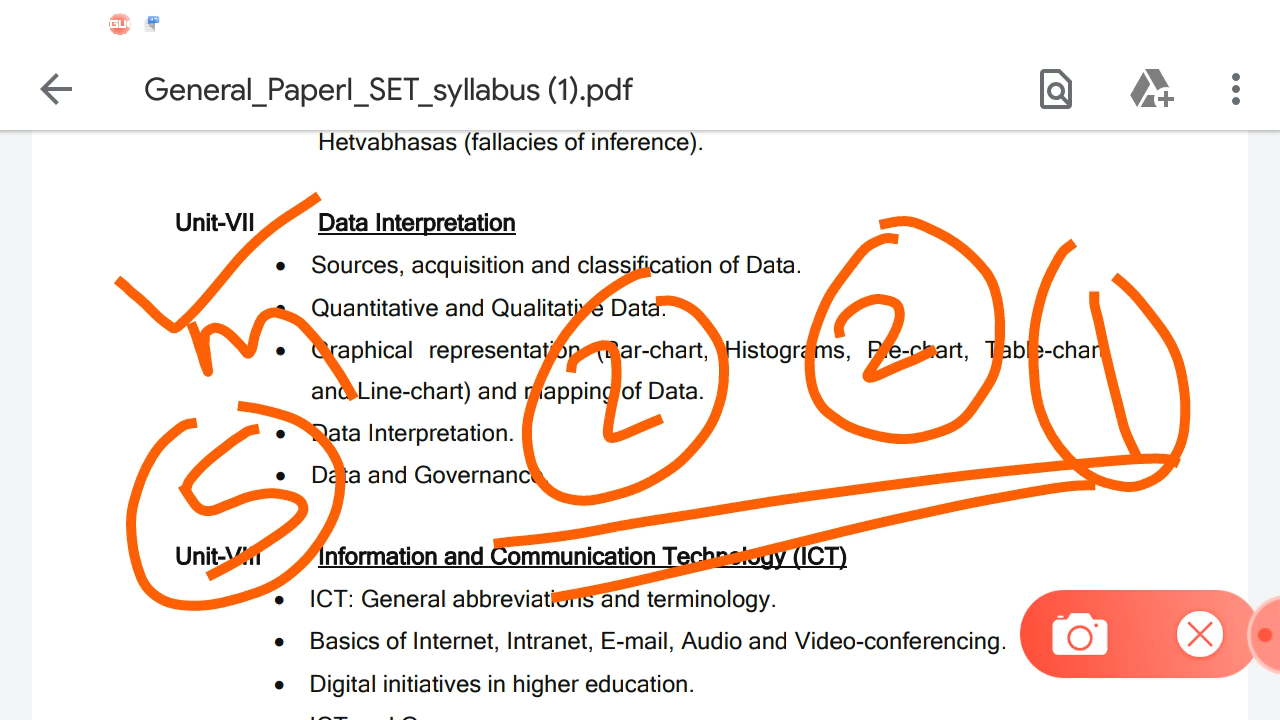 General_PaperI_SET_syllabus (1).pdf
Hetvabhasas (fallacies of inference).
Unit-VII Data Interpretation
• Sources, acquisition and classification of Data.
• Quantitative and Qualitative Data.
• Graphical representation (Bar-chart, Histograms, Pie-chart, Table-chart
and Line-chart) and mapping of Data.
• Data Interpretation.
• Data and Governance.
m
5
2
2
1
Unit-VIII Information and Communication Technology (ICT)
• ICT: General abbreviations and terminology.
• Basics of Internet, Intranet, E-mail, Audio and Video-conferencing.
• Digital initiatives in higher education.